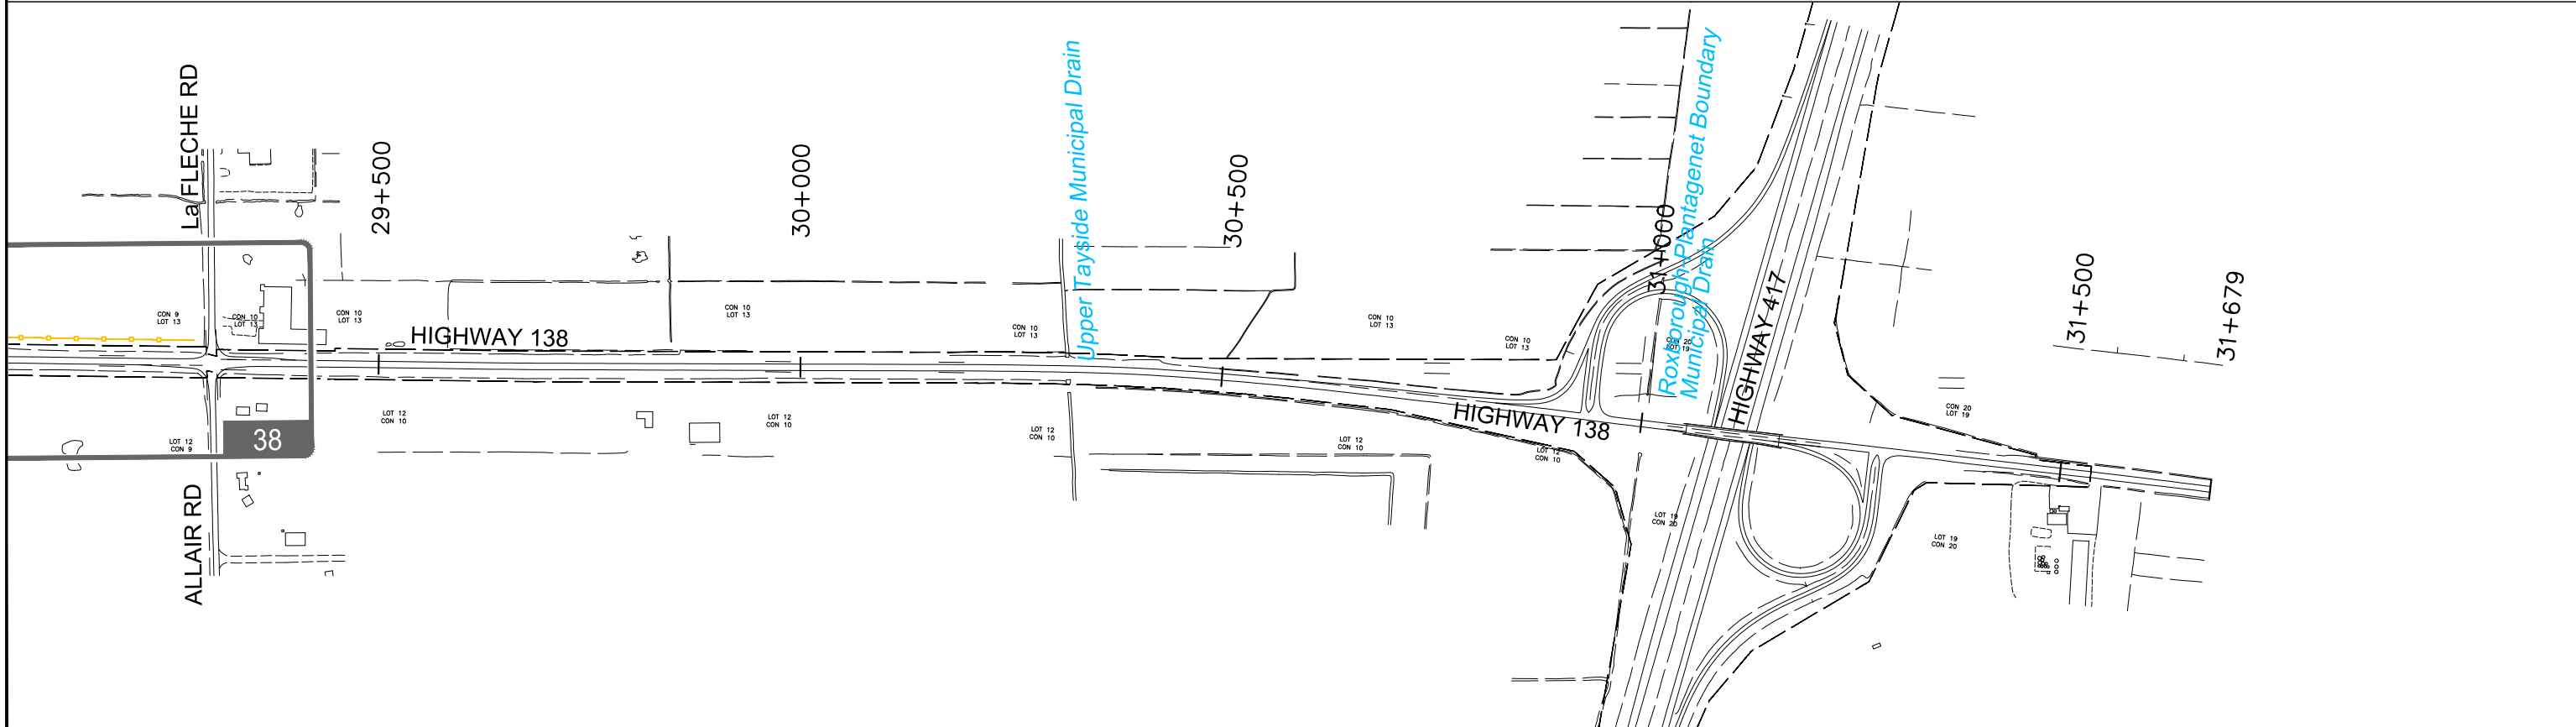 La FLECHE RD
29+500
30+000
Upper Tayside Municipal Drain
30+500
31+000
Roxborough-Plantagenet Boundary
Municipal Drain
HIGHWAY 417
31+500
31+679
CON 9
LOT 13
CON 10
LOT 13
CON 10
LOT 13
HIGHWAY 138
CON 10
LOT 13
CON 10
LOT 13
CON 10
LOT 13
CON 10
LOT 13
CON 20
LOT 19
CON 20
LOT 19
HIGHWAY 138
38
LOT 12
CON 9
LOT 12
CON 10
LOT 12
CON 10
LOT 12
CON 10
LOT 12
CON 10
LOT 12
CON 10
LOT 19
CON 20
LOT 19
CON 20
ALLAIR RD